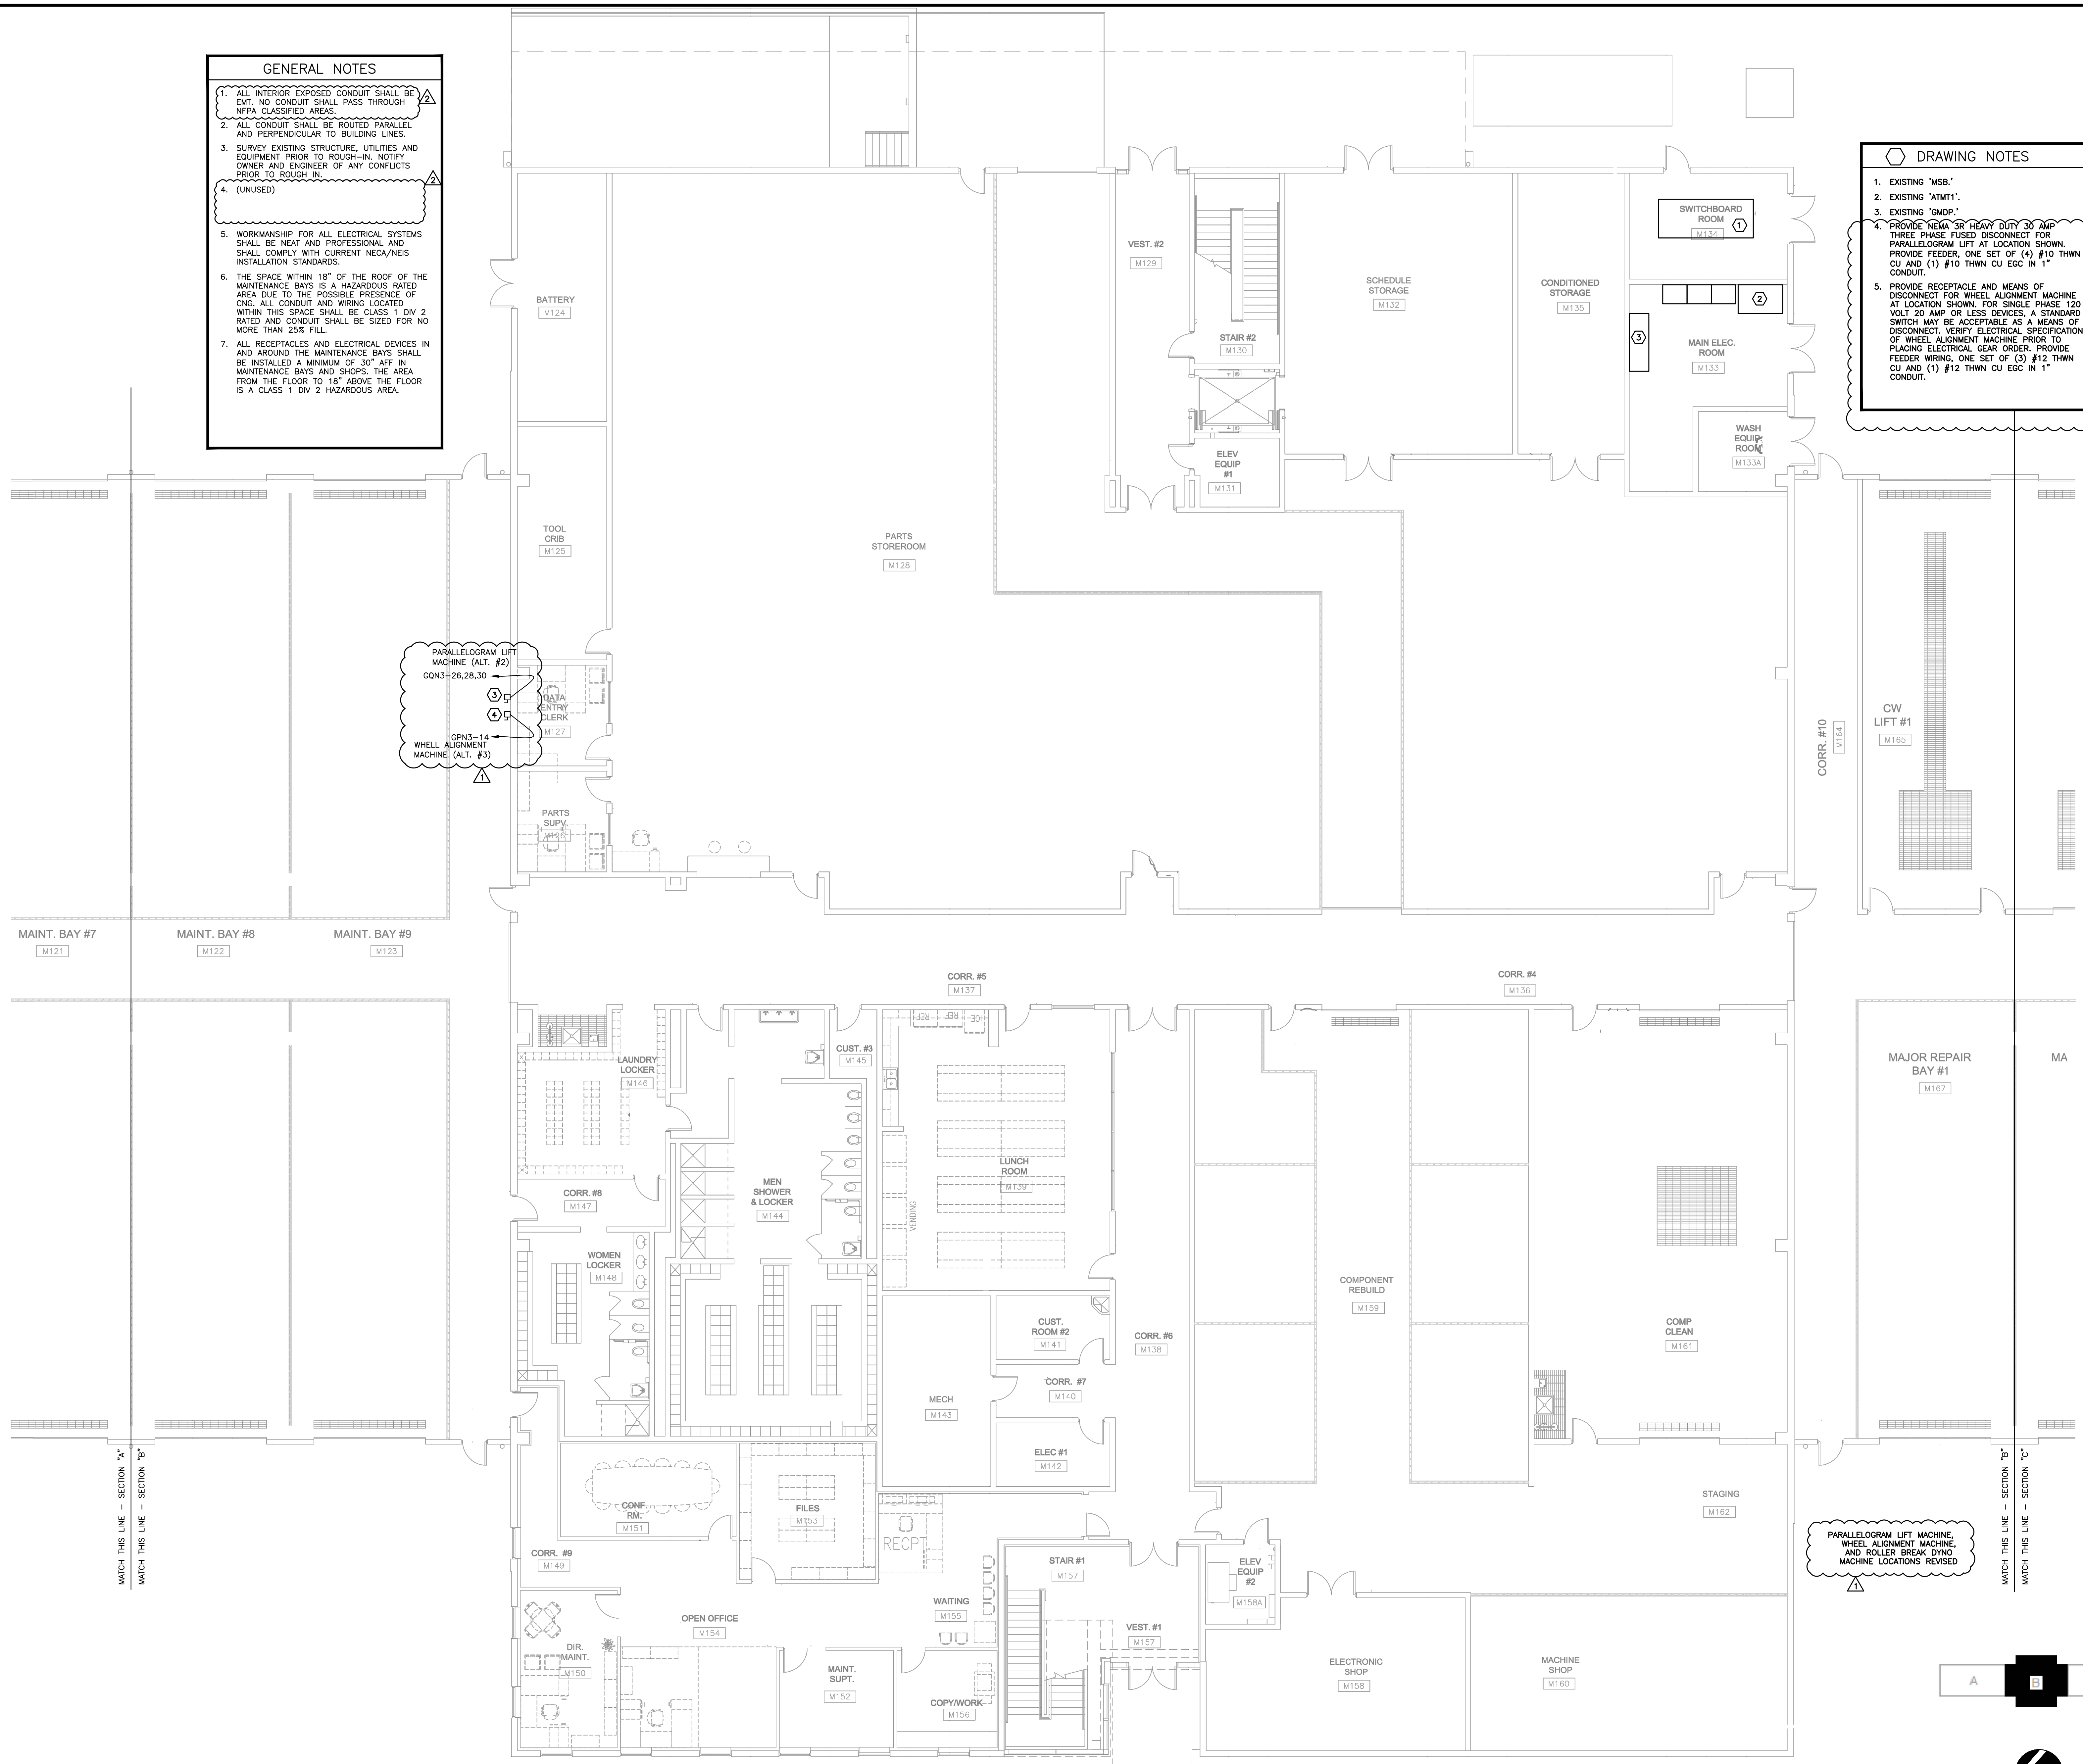 GENERAL NOTES
1. ALL INTERIOR EXPOSED CONDUIT SHALL BE
EMT. NO CONDUIT SHALL PASS THROUGH
NFPA CLASSIFIED AREAS.
2
2. ALL CONDUIT SHALL BE ROUTED PARALLEL
AND PERPENDICULAR TO BUILDING LINES.
3. SURVEY EXISTING STRUCTURE, UTILITIES AND
EQUIPMENT PRIOR TO ROUGH-IN. NOTIFY
OWNER AND ENGINEER OF ANY CONFLICTS
PRIOR TO ROUGH IN.
2
4. (UNUSED)
5. WORKMANSHIP FOR ALL ELECTRICAL SYSTEMS
SHALL BE NEAT AND PROFESSIONAL AND
SHALL COMPLY WITH CURRENT NECA/NEIS
INSTALLATION STANDARDS.
6. THE SPACE WITHIN 18" OF THE ROOF OF THE
MAINTENANCE BAYS IS A HAZARDOUS RATED
AREA DUE TO THE POSSIBLE PRESENCE OF
CNG. ALL CONDUIT AND WIRING LOCATED
WITHIN THIS SPACE SHALL BE CLASS 1 DIV 2
RATED AND CONDUIT SHALL BE SIZED FOR NO
MORE THAN 25% FILL.
7. ALL RECEPTACLES AND ELECTRICAL DEVICES IN
AND AROUND THE MAINTENANCE BAYS SHALL
BE INSTALLED A MINIMUM OF 30" AFF IN
MAINTENANCE BAYS AND SHOPS. THE AREA
FROM THE FLOOR TO 18" ABOVE THE FLOOR
IS A CLASS 1 DIV 2 HAZARDOUS AREA.
DRAWING NOTES
1. EXISTING 'MSB.'
2. EXISTING 'ATMT1'.
3. EXISTING 'GMDP.'
4. PROVIDE NEMA 3R HEAVY DUTY 30 AMP
THREE PHASE FUSED DISCONNECT FOR
PARALLELOGRAM LIFT AT LOCATION SHOWN.
PROVIDE FEEDER, ONE SET OF (4) #10 THWN
CU AND (1) #10 THWN CU EGC IN 1"
CONDUIT.
5. PROVIDE RECEPTACLE AND MEANS OF
DISCONNECT FOR WHEEL ALIGNMENT MACHINE
AT LOCATION SHOWN. FOR SINGLE PHASE 120
VOLT 20 AMP OR LESS DEVICES, A STANDARD
SWITCH MAY BE ACCEPTABLE AS A MEANS OF
DISCONNECT. VERIFY ELECTRICAL SPECIFICATION
OF WHEEL ALIGNMENT MACHINE PRIOR TO
PLACING ELECTRICAL GEAR ORDER. PROVIDE
FEEDER WIRING, ONE SET OF (3) #12 THWN
CU AND (1) #12 THWN CU EGC IN 1"
CONDUIT.
SWITCHBOARD
ROOM
M134
1
VEST. #2
M129
BATTERY
M124
SCHEDULE
STORAGE
M132
CONDITIONED
STORAGE
M135
2
3
MAIN ELEC.
ROOM
M133
STAIR #2
M130
WASH
EQUIP.
ROOM
M133A
ELEV
EQUIP
#1
M131
TOOL
CRIB
M125
PARTS
STOREROOM
M128
PARALLELOGRAM LIFT
MACHINE (ALT. #2)
GQN3-26,28,30
3
4
GPN3-14
WHELL ALIGNMENT
MACHINE (ALT. #3)
1
DATA
ENTRY
CLERK
M127
PARTS
SUPV.
M126
CORR. #10
M164
CW
LIFT #1
M165
MAINT. BAY #7
M121
MAINT. BAY #8
M122
MAINT. BAY #9
M123
CORR. #5
M137
CORR. #4
M136
LAUNDRY
LOCKER
M146
CUST. #3
M145
REF
REF
ICE
MAJOR REPAIR
BAY #1
M167
MA
LUNCH
ROOM
M139
VENDING
MEN
SHOWER
& LOCKER
M144
CORR. #8
M147
WOMEN
LOCKER
M148
COMPONENT
REBUILD
M159
COMP
CLEAN
M161
CUST.
ROOM #2
M141
CORR. #6
M138
CORR. #7
M140
MECH
M143
ELEC #1
M142
MATCH THIS LINE - SECTION "A"
MATCH THIS LINE - SECTION "B"
MATCH THIS LINE - SECTION "B"
MATCH THIS LINE - SECTION "C"
CONF.
RM.
M151
FILES
M153
RECPT
STAGING
M162
PARALLELOGRAM LIFT MACHINE,
WHEEL ALIGNMENT MACHINE,
AND ROLLER BREAK DYNO
MACHINE LOCATIONS REVISED
1
CORR. #9
M149
STAIR #1
M157
ELEV
EQUIP
#2
M158A
WAITING
M155
OPEN OFFICE
M154
VEST. #1
M157
DIR.
MAINT.
M150
MAINT.
SUPT.
M152
COPY/WORK
M156
ELECTRONIC
SHOP
M158
MACHINE
SHOP
M160
A
B